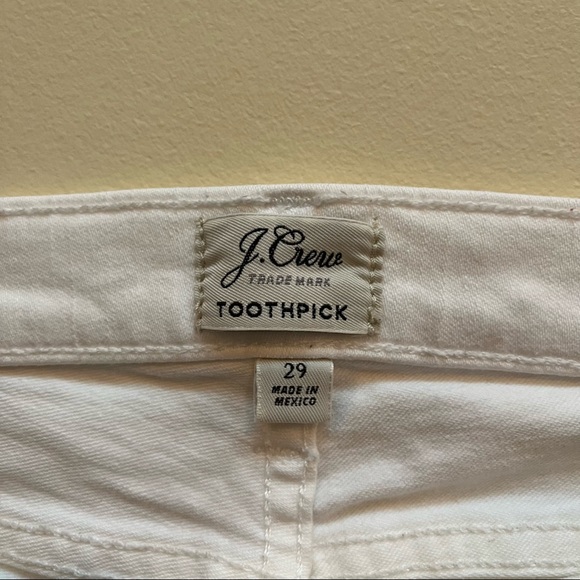 J.Crew
TRADE MARK
TOOTHPICK
29
MADE IN
MEXICO